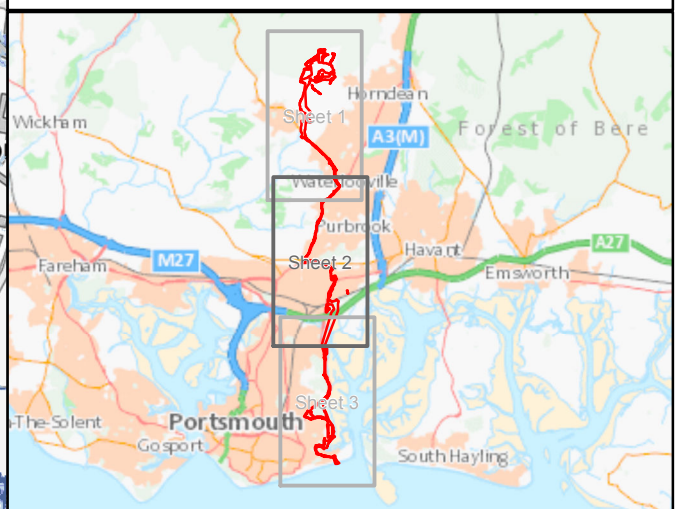 Horndean
Sheet 1
Wickham
Forest of Bere
A3(M)
Waterlooville
Purbrook
A27
Havant
Sheet 2
M27
Fareham
Emsworth
Sheet 3
-The-Solent
Portsmouth
Gosport
South Hayling